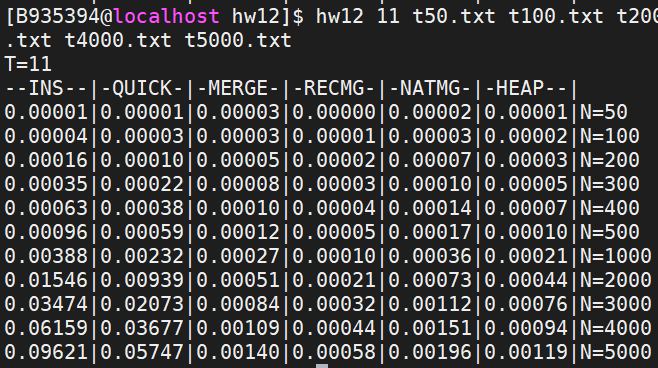 [B935394@localhost hw12]$ hw12 11 t50.txt t100.txt t200
.txt t4000.txt t5000.txt
T=11
--INS--|-QUICK-|-MERGE-|-RECMG-|-NATMG-|-HEAP--|
0.00001|0.00001|0.00003|0.00000|0.00002|0.00001|N=50
0.00004|0.00003|0.00003|0.00001|0.00003|0.00002|N=100
0.00016|0.00010|0.00005|0.00002|0.00007|0.00003|N=200
0.00035|0.00022|0.00008|0.00003|0.00010|0.00005|N=300
0.00063|0.00038|0.00010|0.00004|0.00014|0.00007|N=400
0.00096|0.00059|0.00012|0.00005|0.00017|0.00010|N=500
0.00388|0.00232|0.00027|0.00010|0.00036|0.00021|N=1000
0.01546|0.00939|0.00051|0.00021|0.00073|0.00044|N=2000
0.03474|0.02073|0.00084|0.00032|0.00112|0.00076|N=3000
0.06159|0.03677|0.00109|0.00044|0.00151|0.00094|N=4000
0.09621|0.05747|0.00140|0.00058|0.00196|0.00119|N=5000